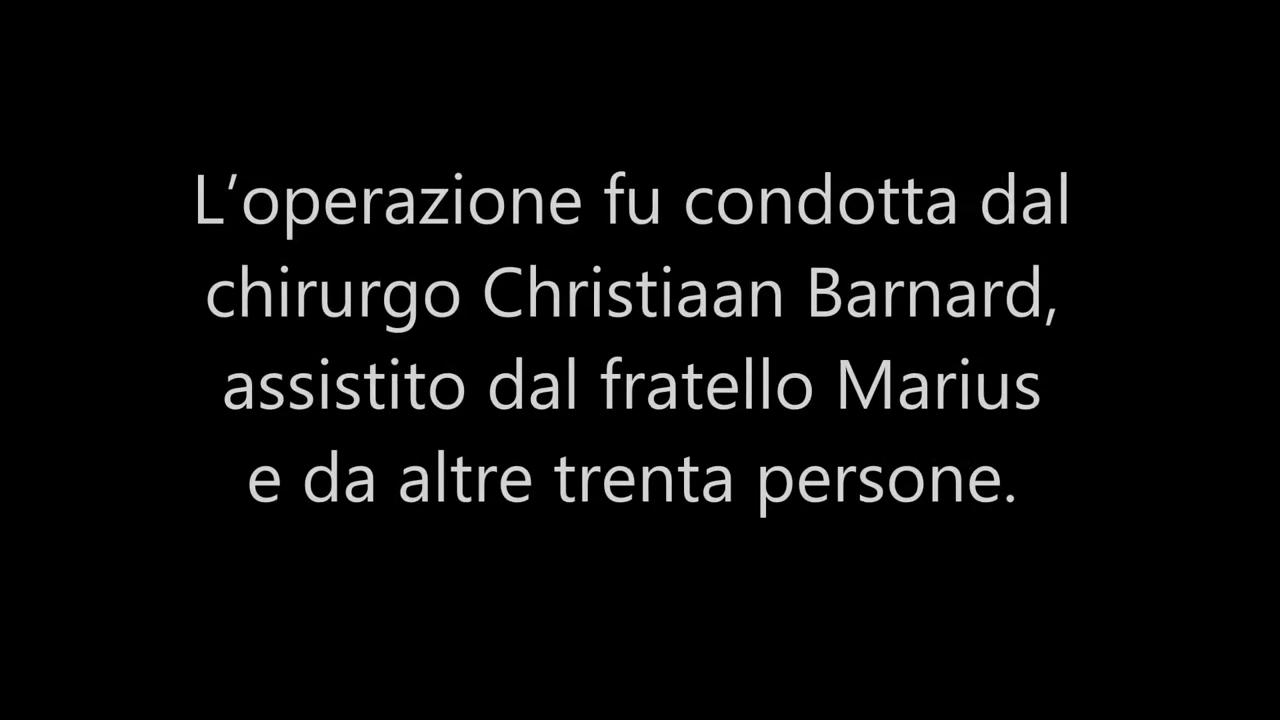 L’operazione fu condotta dal
chirurgo Christiaan Barnard,
assistito dal fratello Marius
e da altre trenta persone.